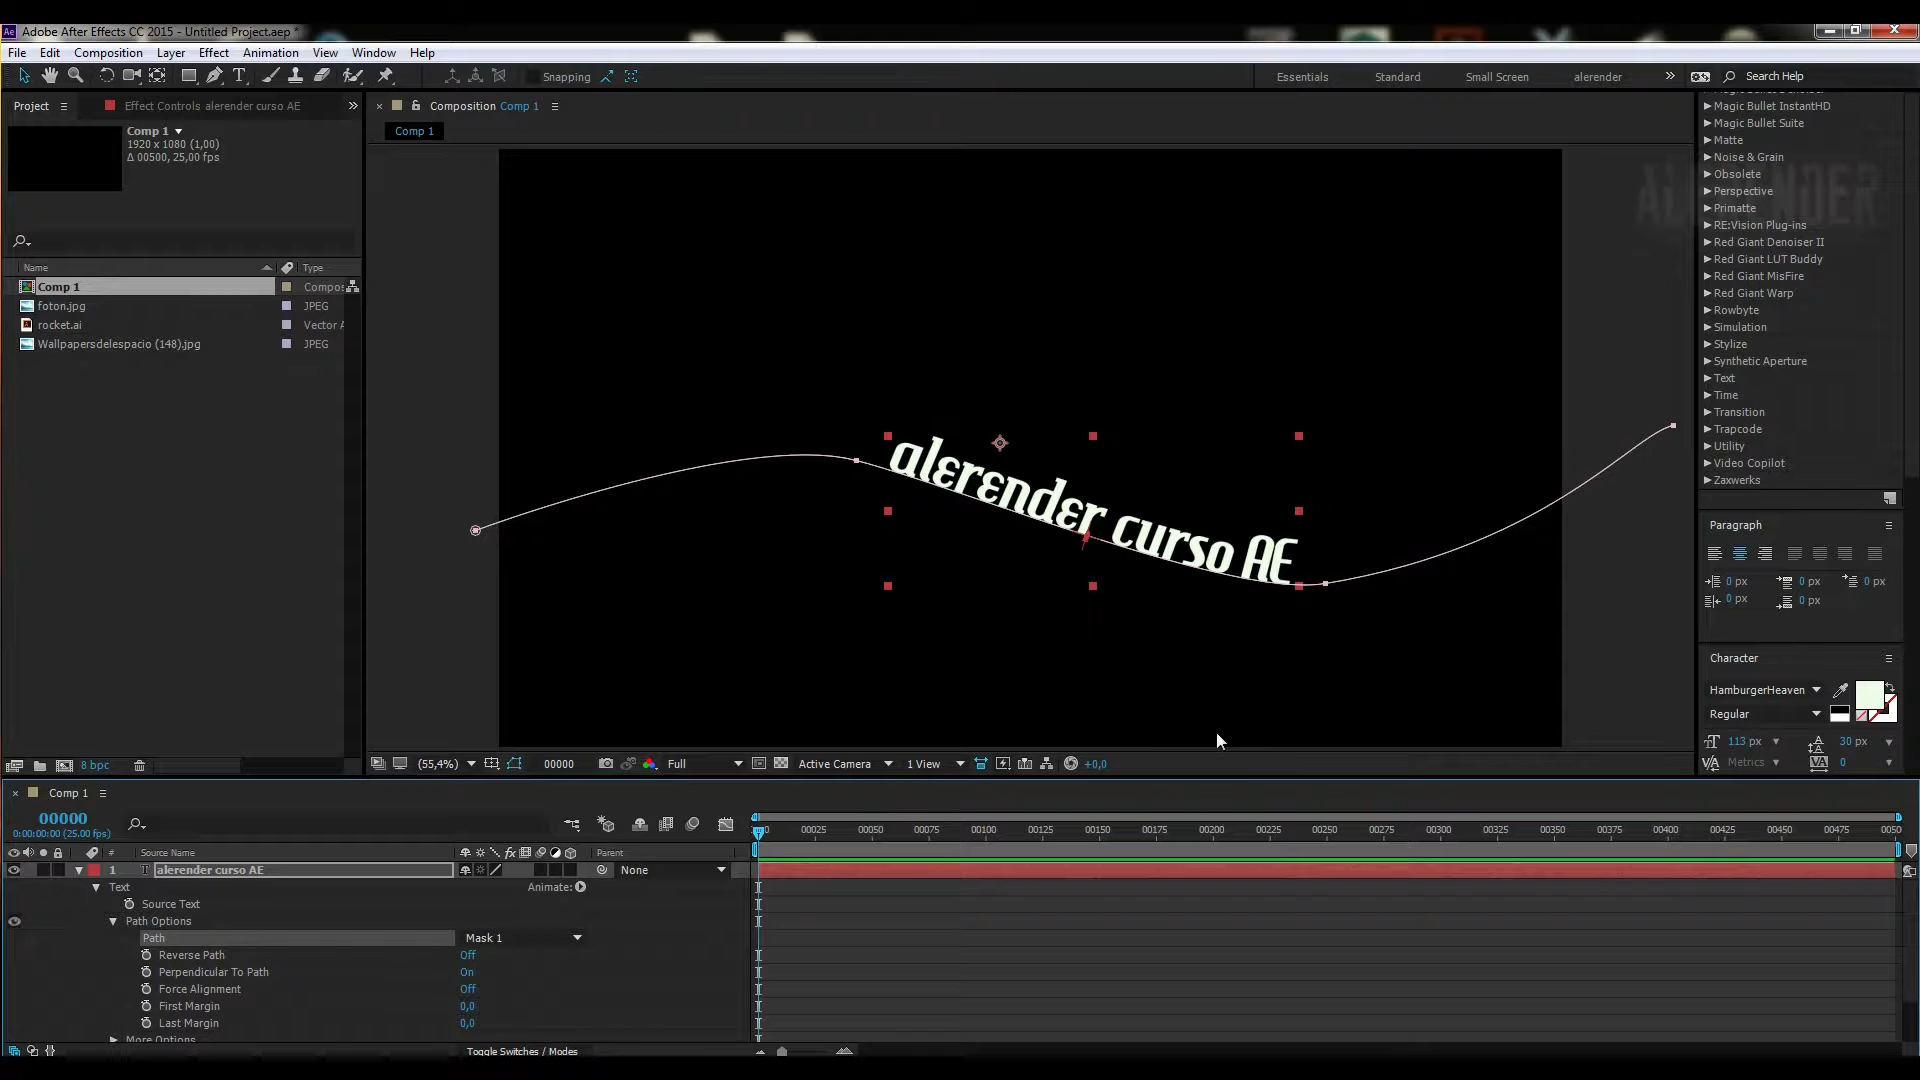 Adobe After Effects CC 2015 - Untitled Project.aep *
File Edit Composition Layer Effect Animation View Window Help
Snapping
Essentials Standard Small Screen alerender Search Help
Project Effect Controls alerender curso AE
Composition Comp 1
Comp 1
Comp 1
1920 x 1080 (1,00)
Δ 00500, 25,00 fps
Name Type
Comp 1 Compos
foton.jpg JPEG
rocket.ai Vector A
Wallpapersdelespacio (148).jpg JPEG
8 bpc
alerender curso AE
(55,4%) 00000 Full Active Camera 1 View +0,0
Magic Bullet InstantHD
Magic Bullet Suite
Matte
Noise & Grain
Obsolete
Perspective
Primatte
RE:Vision Plug-ins
Red Giant Denoiser II
Red Giant LUT Buddy
Red Giant MisFire
Red Giant Warp
Rowbyte
Simulation
Stylize
Synthetic Aperture
Text
Time
Transition
Trapcode
Utility
Video Copilot
Zaxwerks
ALERENDER
Paragraph
0 px 0 px 0 px
0 px 0 px
Character
HamburgerHeaven
Regular
113 px 30 px
Metrics 0
Comp 1
00000
0:00:00:00 (25.00 fps)
00025 00050 00075 00100 00125 00150 00175 00200 00225 00250 00275 00300 00325 00350 00375 00400 00425 00450 00475 0050
# Source Name fx Parent
1 T alerender curso AE None
Text Animate:
Source Text
Path Options
Path Mask 1
Reverse Path Off
Perpendicular To Path On
Force Alignment Off
First Margin 0,0
Last Margin 0,0
More Options
Toggle Switches / Modes